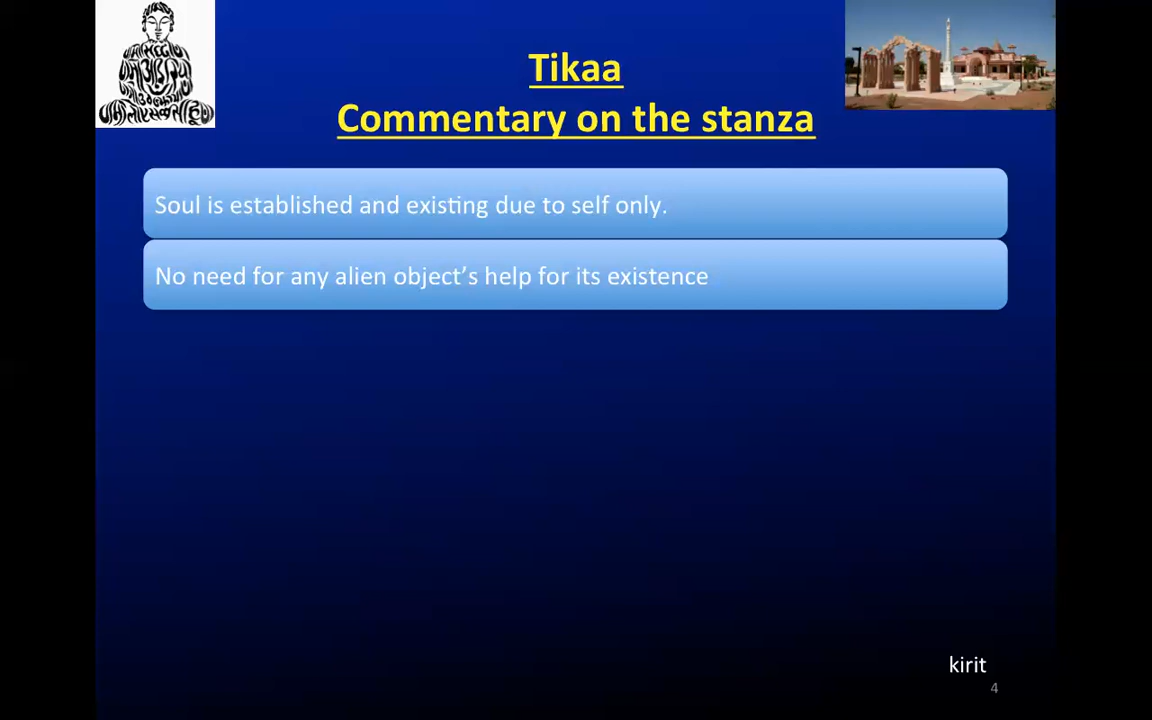 Tikaa
Commentary on the stanza
Soul is established and existing due to self only.
No need for any alien object’s help for its existence
kirit
4